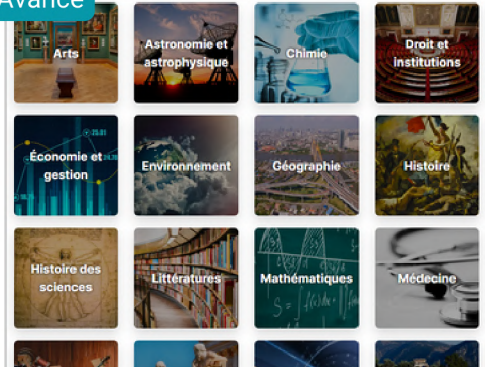 Avancé
Arts
Astronomie et
astrophysique
Chimie
Droit et
institutions
Économie et
gestion
Environnement
Géographie
Histoire
Histoire des
sciences
Littératures
Mathématiques
Médecine